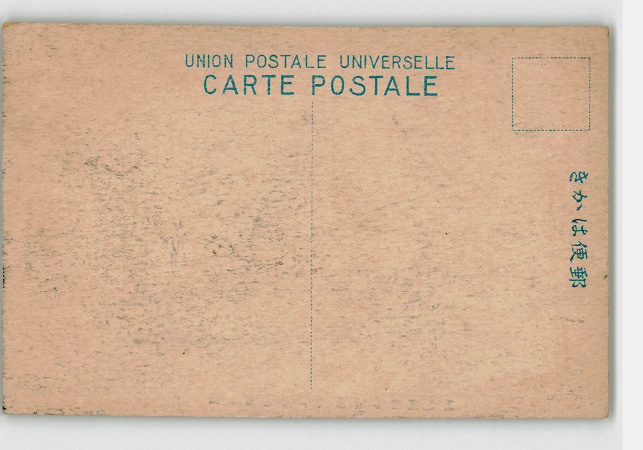 UNION POSTALE UNIVERSELLE
CARTE POSTALE
きかは便郵